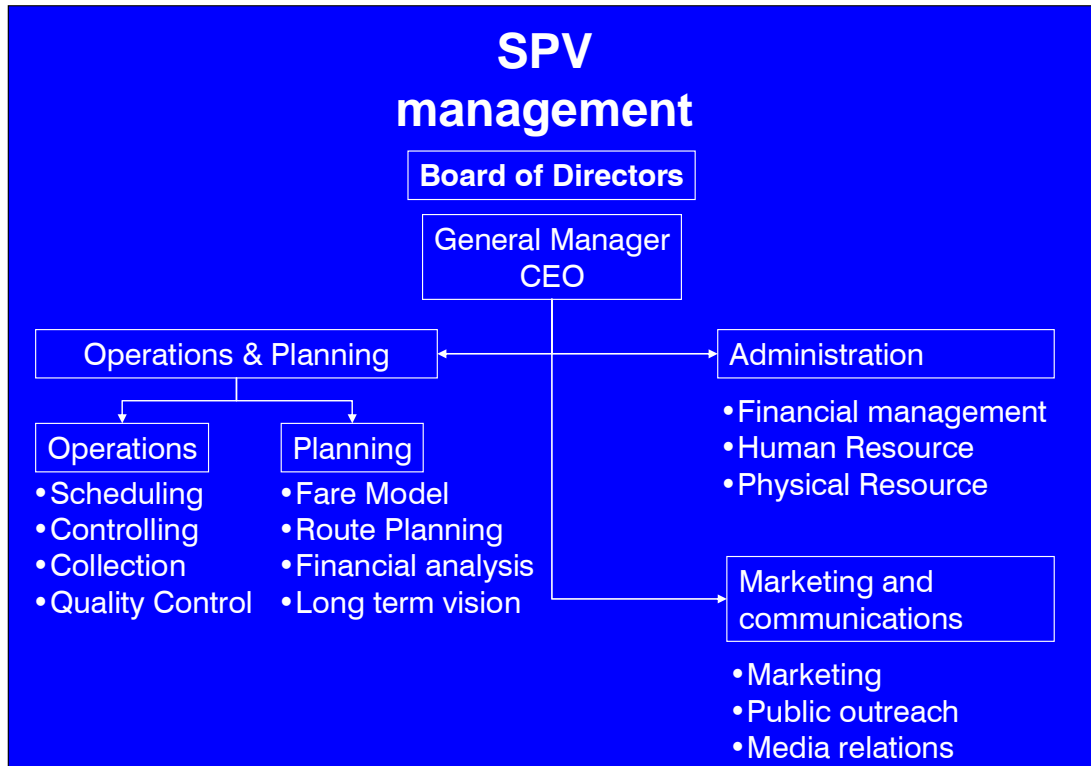 SPV
management
Board of Directors
General Manager
CEO
Operations & Planning
Administration
•Financial management
•Human Resource
•Physical Resource
Operations
•Scheduling
•Controlling
•Collection
•Quality Control
Planning
•Fare Model
•Route Planning
•Financial analysis
•Long term vision
Marketing and
communications
•Marketing
•Public outreach
•Media relations